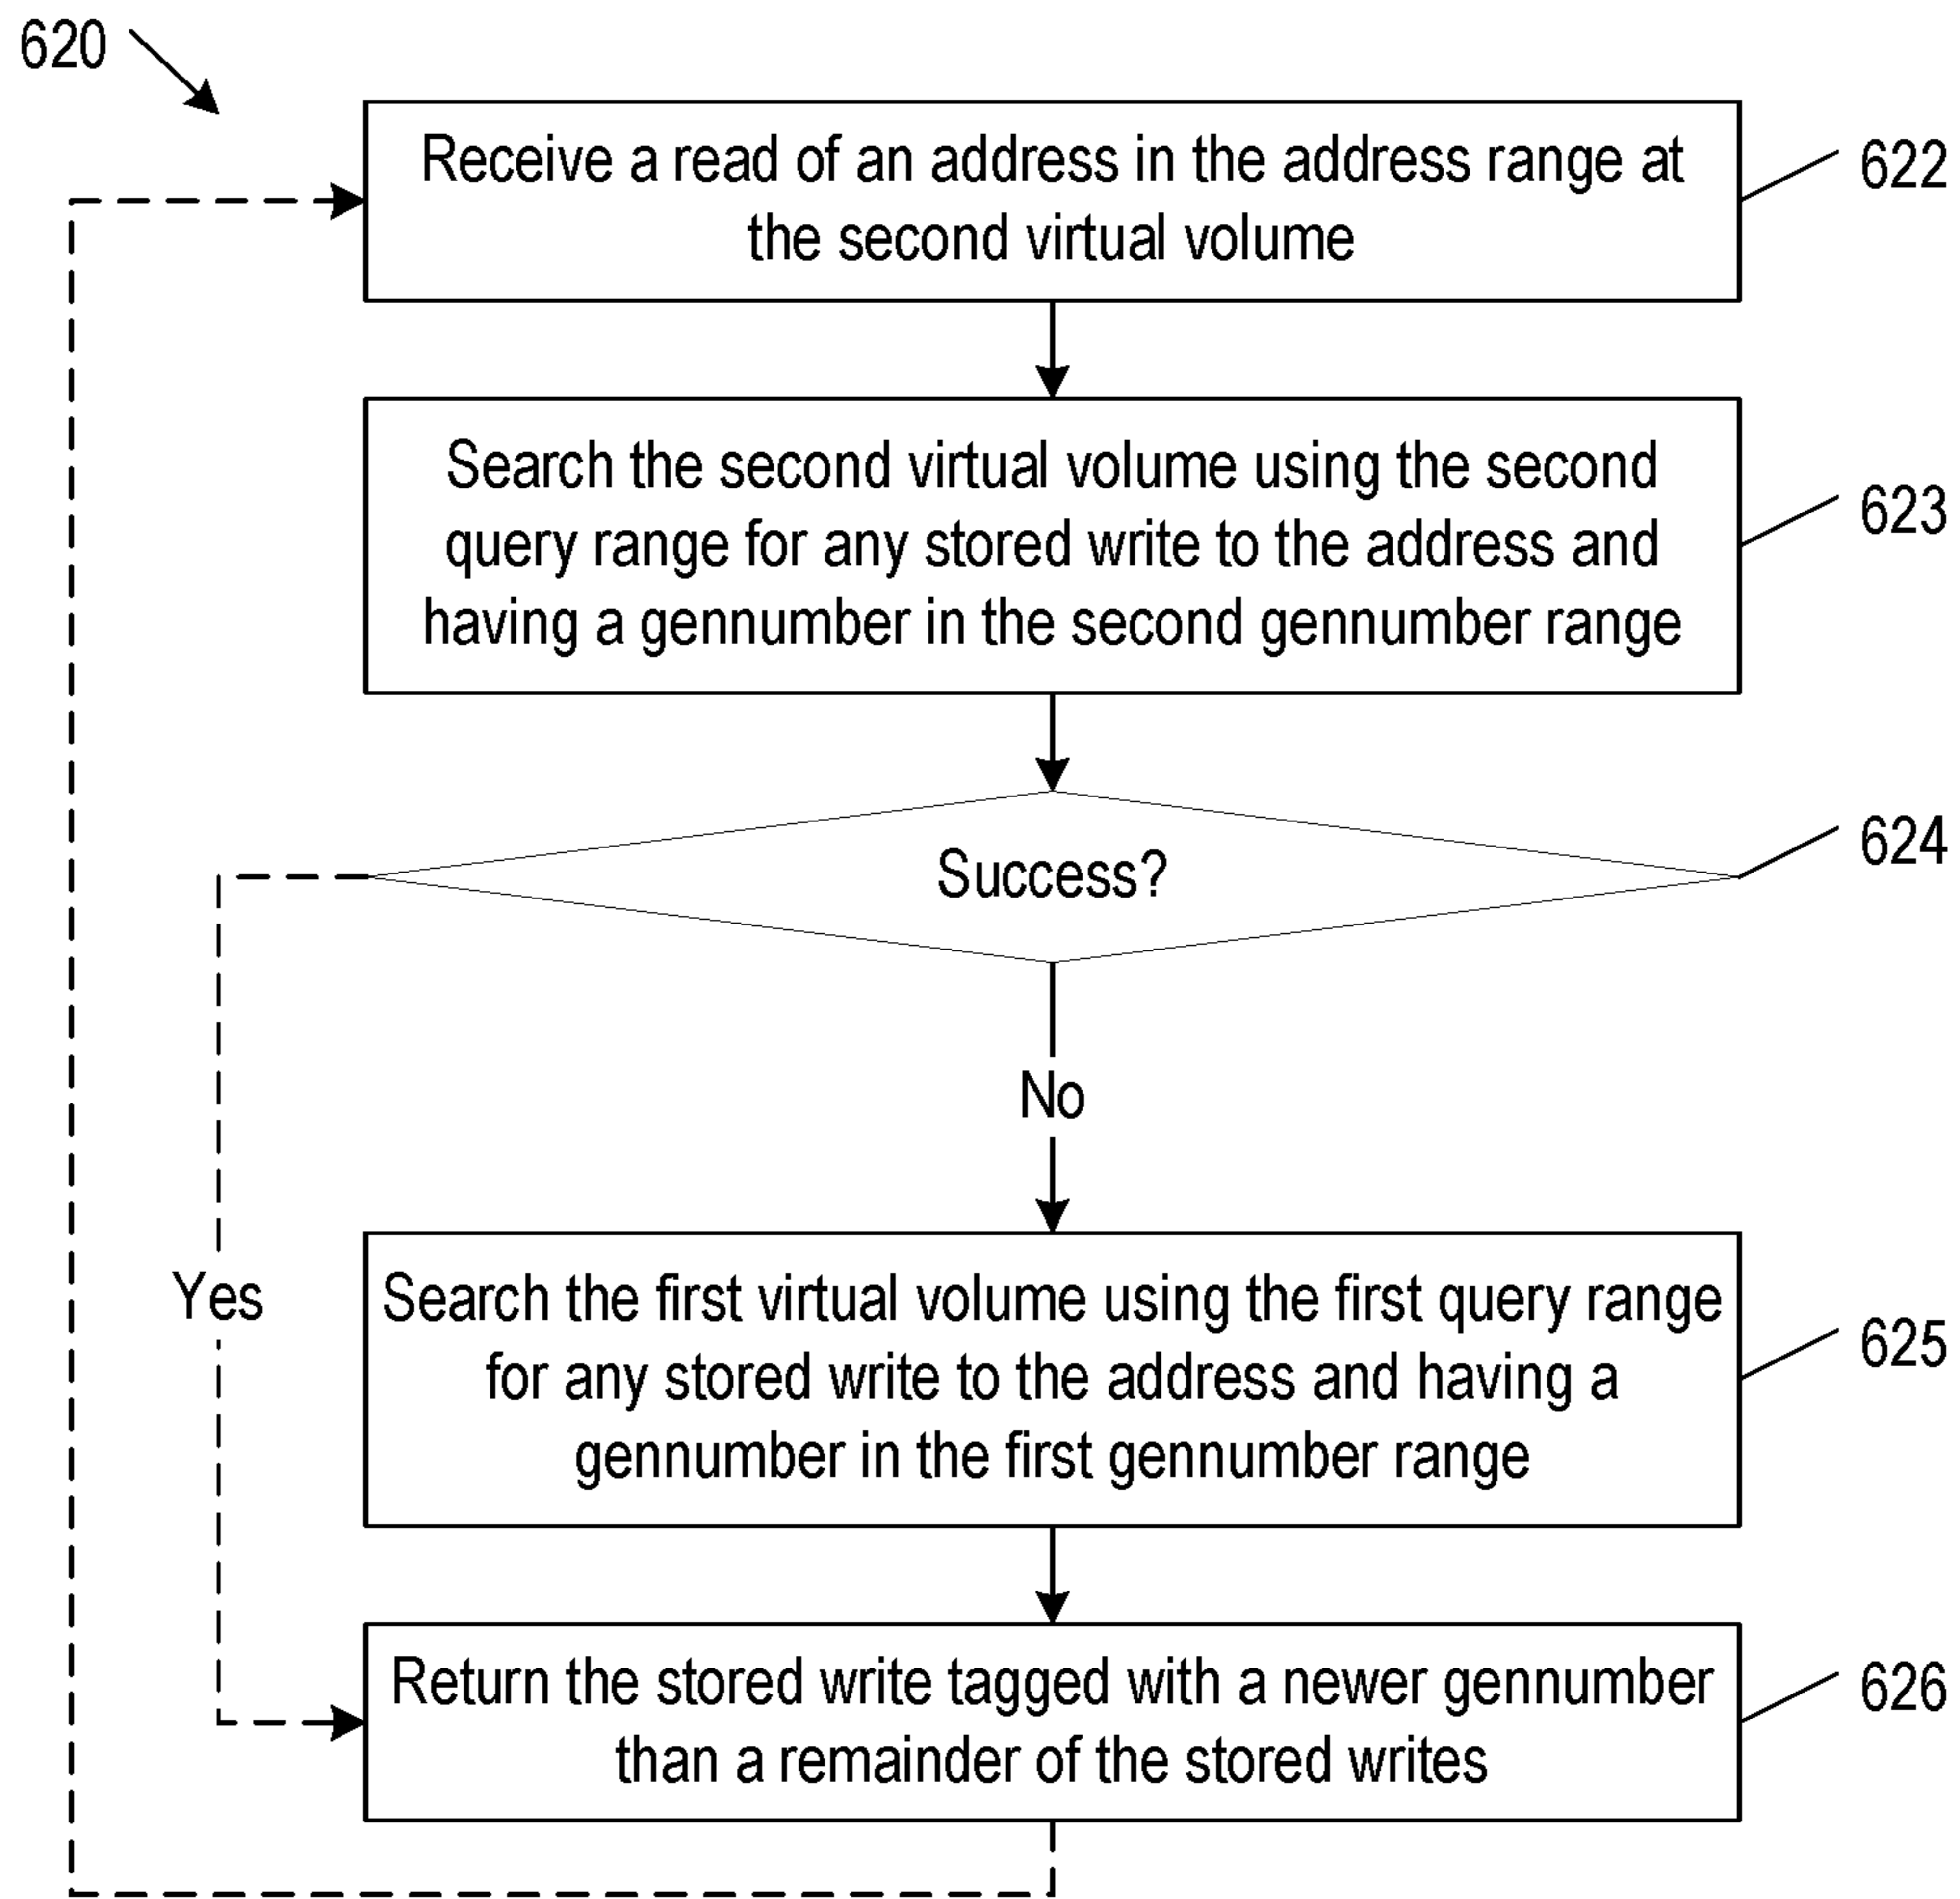 620
Receive a read of an address in the address range at
the second virtual volume
622
Search the second virtual volume using the second
query range for any stored write to the address and
having a gennumber in the second gennumber range
623
Success?
624
No
Yes
Search the first virtual volume using the first query range
for any stored write to the address and having a
gennumber in the first gennumber range
625
Return the stored write tagged with a newer gennumber
than a remainder of the stored writes
626